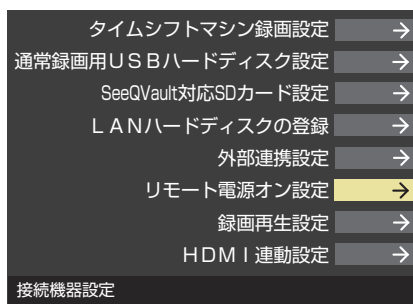 タイムシフトマシン録画設定
通常録画用ＵＳＢハードディスク設定
SeeQVault対応SDカード設定
ＬＡＮハードディスクの登録
外部連携設定
リモート電源オン設定
録画再生設定
ＨＤＭＩ連動設定
接続機器設定